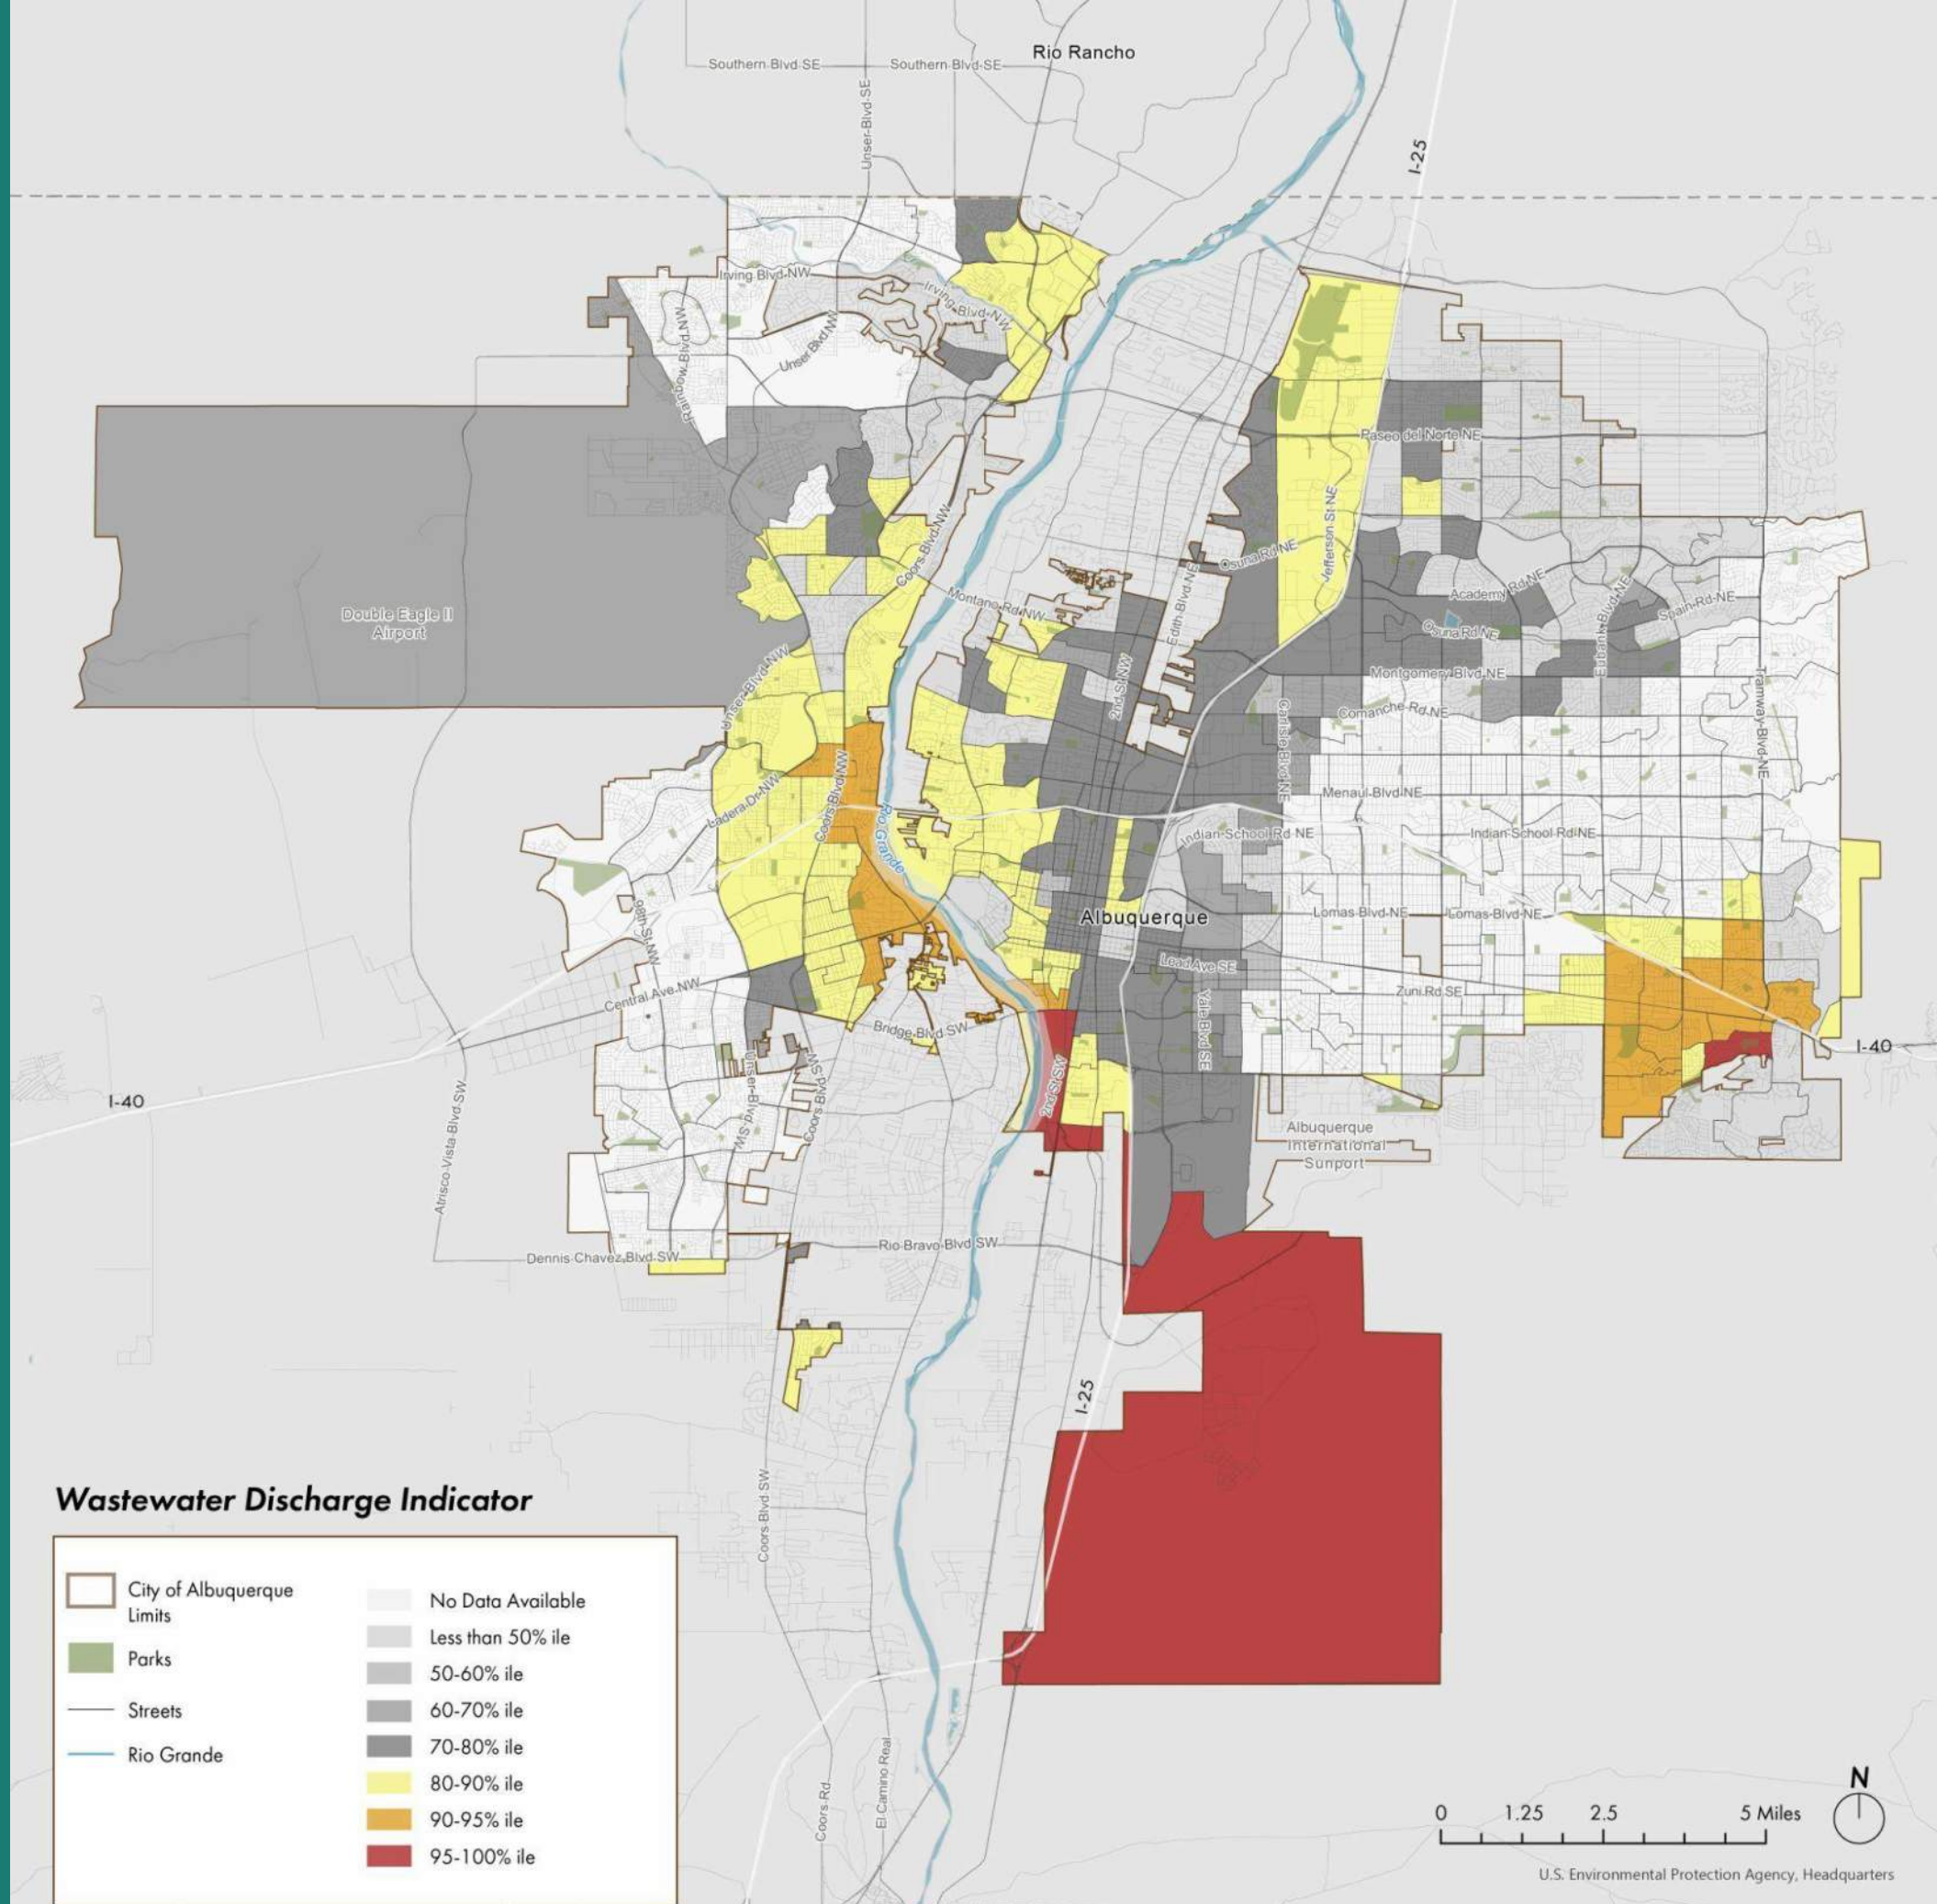 Rio Rancho
Southern Blvd SE
Southern Blvd SE
Unser Blvd SE
I-25
Irving Blvd NW
Irving Blvd NW
Rainbow Blvd NW
Unser Blvd NW
Paseo del Norte NE
Jefferson St NE
Coors Blvd NW
Osuna Rd NE
Edith Blvd NE
Montano Rd NW
Academy Rd NE
Spain Rd NE
Osuna Rd NE
Eubank Blvd NE
Double Eagle II
Airport
Unser Blvd NW
2nd St NW
Montgomery Blvd NE
Comanche Rd NE
Carlisle Blvd NE
Tramway Blvd NE
Ladera Dr NW
Coors Blvd NW
Rio Grande
Menaul Blvd NE
Indian School Rd NE
Indian School Rd NE
98th St NW
Albuquerque
Lomas Blvd NE
Lomas Blvd NE
Lead Ave SE
Central Ave NW
Zuni Rd SE
Yale Blvd SE
Bridge Blvd SW
I-40
I-40
Unser Blvd SW
Coors Blvd SW
2nd St SW
Atrisco Vista Blvd SW
Albuquerque
International
Sunport
Rio Bravo Blvd SW
Dennis Chavez Blvd SW
I-25
Coors Blvd SW
Coors Rd
El Camino Real
Wastewater Discharge Indicator
City of Albuquerque
Limits
Parks
Streets
Rio Grande
No Data Available
Less than 50% ile
50-60% ile
60-70% ile
70-80% ile
80-90% ile
90-95% ile
95-100% ile
N
0 1.25 2.5 5 Miles
U.S. Environmental Protection Agency, Headquarters